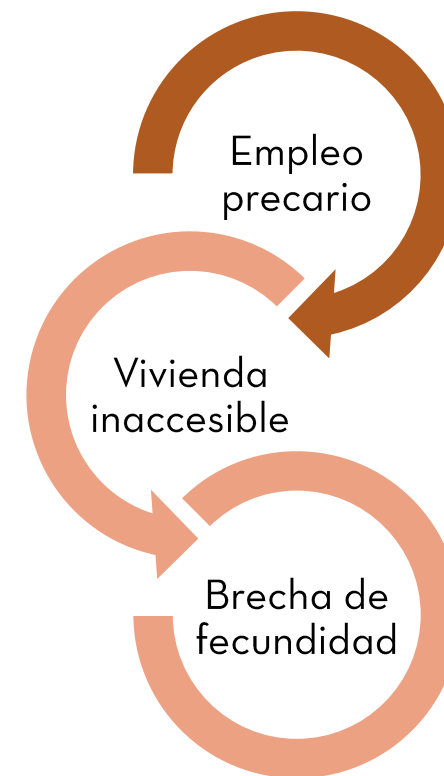 Empleo
precario
Vivienda
inaccesible
Brecha de
fecundidad